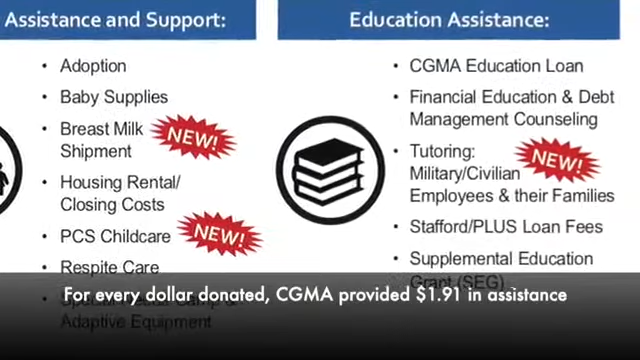 Assistance and Support:
• Adoption
• Baby Supplies
• Breast Milk
Shipment
NEW!
• Housing Rental/
Closing Costs
• PCS Childcare
NEW!
• Respite Care
Adaptive Equipment
Education Assistance:
• CGMA Education Loan
• Financial Education & Debt
Management Counseling
• Tutoring:
Military/Civilian
Employees & their Families
NEW!
• Stafford/PLUS Loan Fees
• Supplemental Education
Grant (SEG)
For every dollar donated, CGMA provided $1.91 in assistance